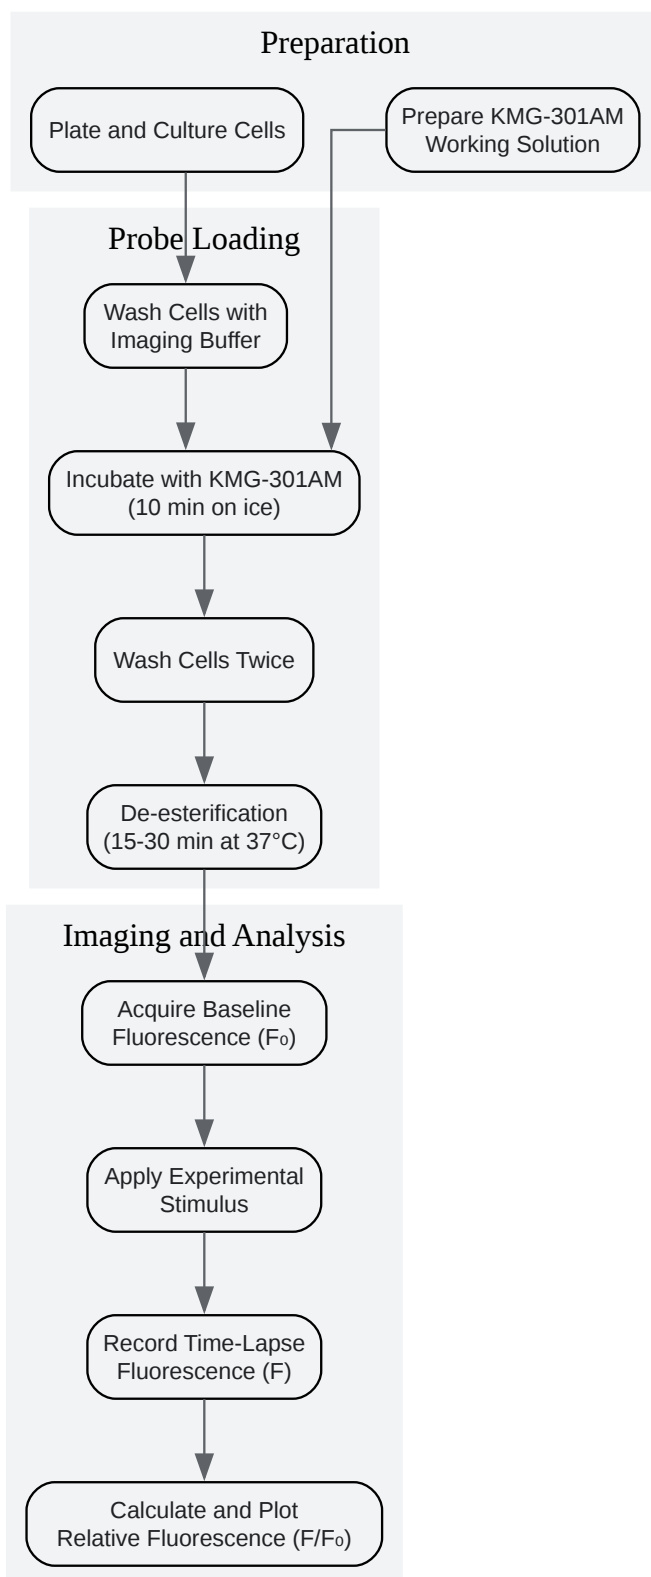 Preparation
Plate and Culture Cells
Prepare KMG-301AM
Working Solution
Probe Loading
Wash Cells with
Imaging Buffer
Incubate with KMG-301AM
(10 min on ice)
Wash Cells Twice
De-esterification
(15-30 min at 37°C)
Imaging and Analysis
Acquire Baseline
Fluorescence (F₀)
Apply Experimental
Stimulus
Record Time-Lapse
Fluorescence (F)
Calculate and Plot
Relative Fluorescence (F/F₀)